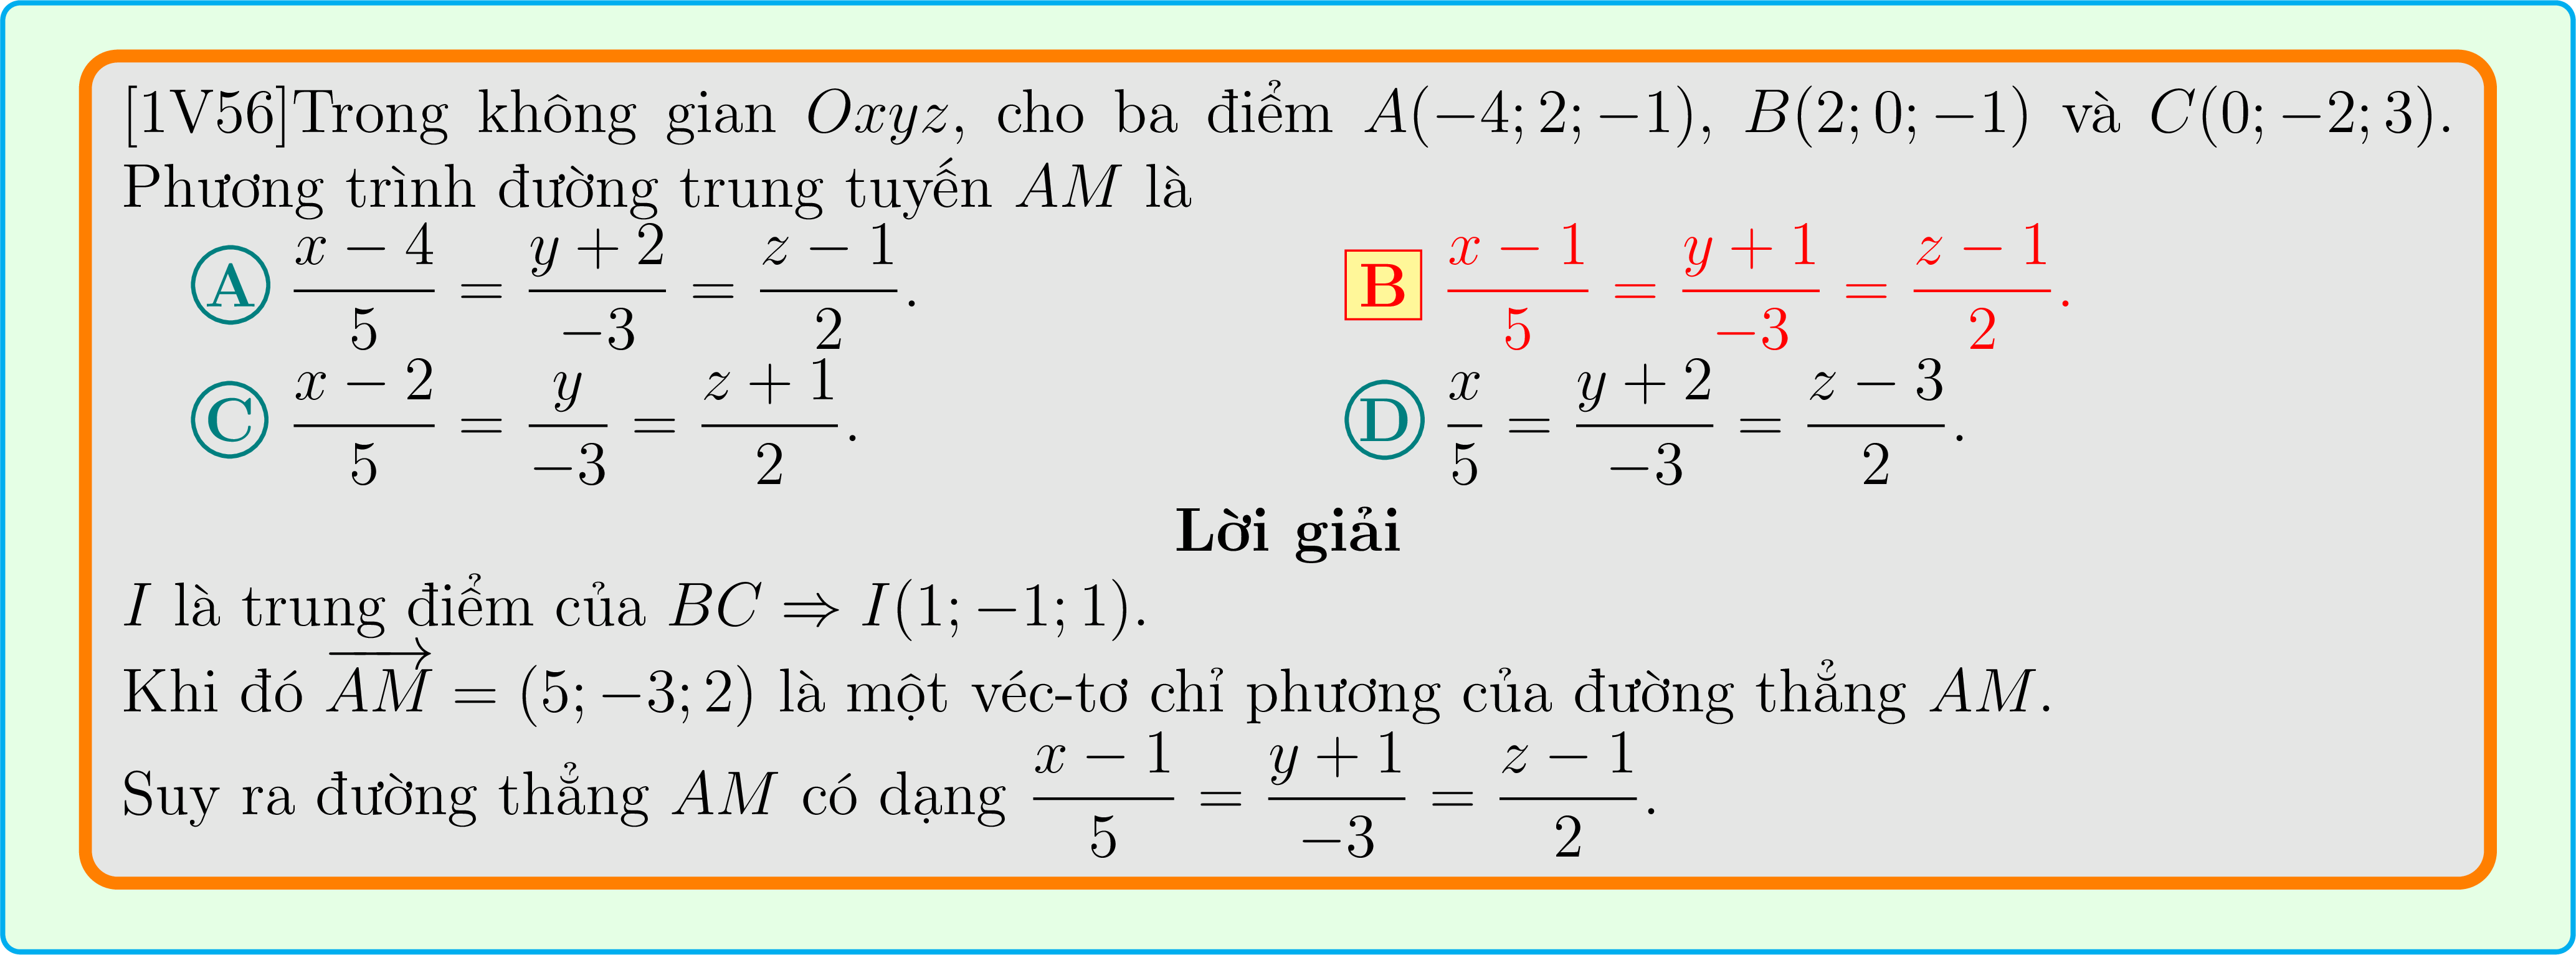 [1V56]Trong không gian Oxyz, cho ba điểm A(−4; 2; −1), B(2; 0; −1) và C(0; −2; 3).
Phương trình đường trung tuyến AM là
A $\frac{x-4}{5} = \frac{y+2}{-3} = \frac{z-1}{2}$. B $\frac{x-1}{5} = \frac{y+1}{-3} = \frac{z-1}{2}$.
C $\frac{x-2}{5} = \frac{y}{-3} = \frac{z+1}{2}$. D $\frac{x}{5} = \frac{y+2}{-3} = \frac{z-3}{2}$.
Lời giải
I là trung điểm của BC ⇒ I(1; −1; 1).
Khi đó $\overrightarrow{AM}$ = (5; −3; 2) là một véc-tơ chỉ phương của đường thẳng AM.
Suy ra đường thẳng AM có dạng $\frac{x-1}{5} = \frac{y+1}{-3} = \frac{z-1}{2}$.